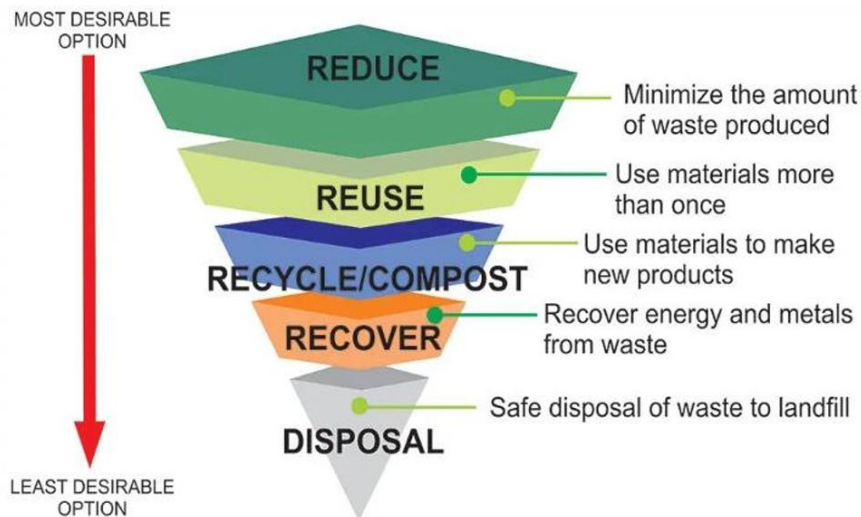 MOST DESIRABLE
OPTION
REDUCE
Minimize the amount
of waste produced
REUSE
Use materials more
than once
RECYCLE/COMPOST
Use materials to make
new products
RECOVER
Recover energy and metals
from waste
DISPOSAL
Safe disposal of waste to landfill
LEAST DESIRABLE
OPTION